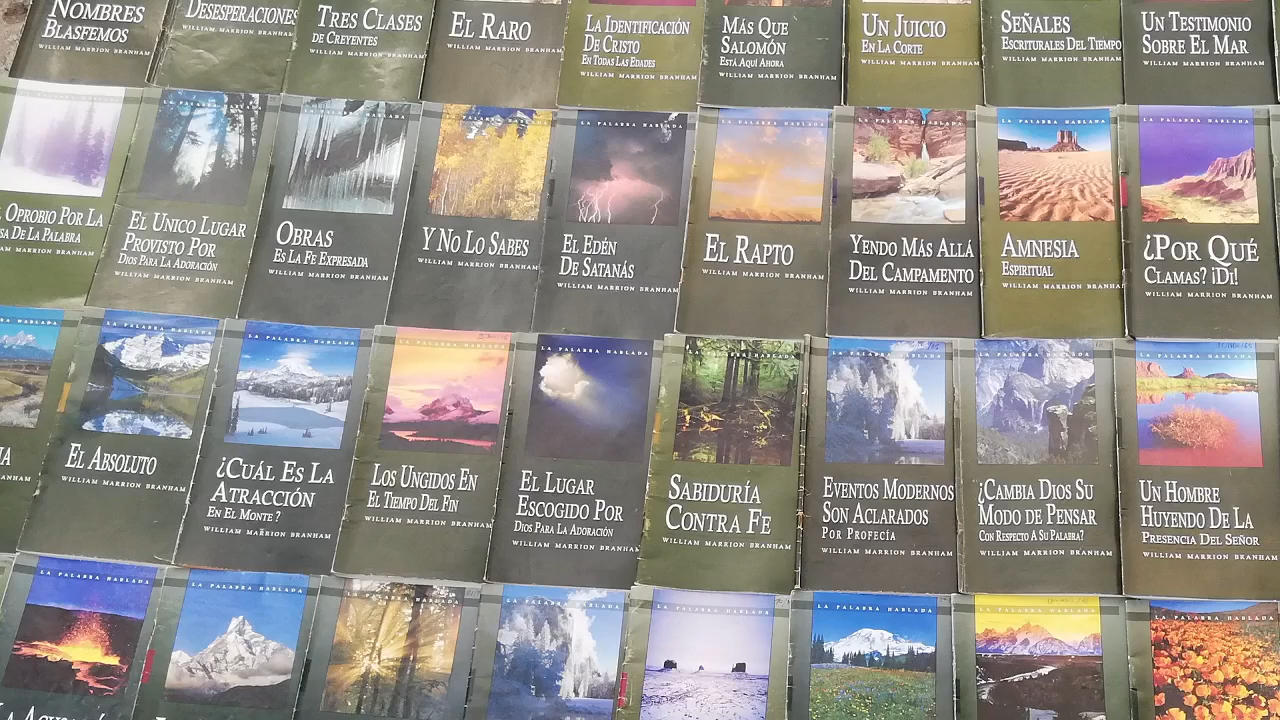 NOMBRES
BLASFEMOS
WILLIAM MARRION BRANHAM
DESESPERACIONES
WILLIAM MARRION BRANHAM
TRES CLASES
DE CREYENTES
WILLIAM MARRION BRANHAM
EL RARO
WILLIAM MARRION BRANHAM
LA IDENTIFICACIÓN
DE CRISTO
EN TODAS LAS EDADES
WILLIAM MARRION BRANHAM
MÁS QUE
SALOMÓN
ESTÁ AQUÍ AHORA
WILLIAM MARRION BRANHAM
UN JUICIO
EN LA CORTE
WILLIAM MARRION BRANHAM
SEÑALES
ESCRITURALES DEL TIEMPO
WILLIAM MARRION BRANHAM
UN TESTIMONIO
SOBRE EL MAR
WILLIAM MARRION BRANHAM
OPROBIO POR LA
SA DE LA PALABRA
WILLIAM MARRION BRANHAM
EL UNICO LUGAR
PROVISTO POR
DIOS PARA LA ADORACIÓN
WILLIAM MARRION BRANHAM
LA PALABRA HABLADA
OBRAS
ES LA FE EXPRESADA
WILLIAM MARRION BRANHAM
LA PALABRA HABLADA
Y NO LO SABES
WILLIAM MARRION BRANHAM
LA PALABRA HABLADA
EL EDÉN
DE SATANÁS
WILLIAM MARRION BRANHAM
LA PALABRA HABLADA
EL RAPTO
WILLIAM MARRION BRANHAM
LA PALABRA HABLADA
YENDO MÁS ALLÁ
DEL CAMPAMENTO
WILLIAM MARRION BRANHAM
LA PALABRA HABLADA
AMNESIA
ESPIRITUAL
WILLIAM MARRION BRANHAM
LA PALABRA HABLADA
¿POR QUÉ
CLAMAS? ¡DI!
WILLIAM MARRION BRANHAM
LA PALABRA HABLADA
EL ABSOLUTO
WILLIAM MARRION BRANHAM
LA PALABRA HABLADA
¿CUÁL ES LA
ATRACCIÓN
EN EL MONTE?
WILLIAM MARRION BRANHAM
LA PALABRA HABLADA
LOS UNGIDOS EN
EL TIEMPO DEL FIN
WILLIAM MARRION BRANHAM
LA PALABRA HABLADA
EL LUGAR
ESCOGIDO POR
DIOS PARA LA ADORACIÓN
WILLIAM MARRION BRANHAM
LA PALABRA HABLADA
SABIDURÍA
CONTRA FE
WILLIAM MARRION BRANHAM
LA PALABRA HABLADA
EVENTOS MODERNOS
SON ACLARADOS
POR PROFECÍA
WILLIAM MARRION BRANHAM
LA PALABRA HABLADA
¿CAMBIA DIOS SU
MODO DE PENSAR
CON RESPECTO A SU PALABRA?
WILLIAM MARRION BRANHAM
LA PALABRA HABLADA
UN HOMBRE
HUYENDO DE LA
PRESENCIA DEL SEÑOR
WILLIAM MARRION BRANHAM
LA PALABRA HABLADA
LA PALABRA HABLADA
LA PALABRA HABLADA
LA PALABRA HABLADA
LA PALABRA HABLADA
LA PALABRA HABLADA
LA PALABRA HABLADA
LA PALABRA HABLADA